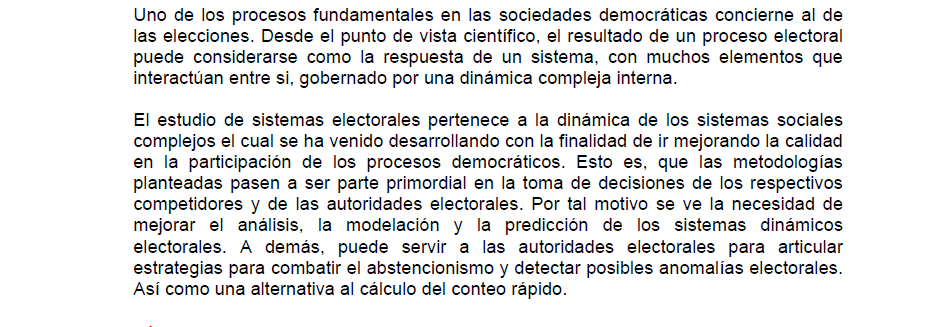 Uno de los procesos fundamentales en las sociedades democráticas concierne al de
las elecciones. Desde el punto de vista científico, el resultado de un proceso electoral
puede considerarse como la respuesta de un sistema, con muchos elementos que
interactúan entre si, gobernado por una dinámica compleja interna.

El estudio de sistemas electorales pertenece a la dinámica de los sistemas sociales
complejos el cual se ha venido desarrollando con la finalidad de ir mejorando la calidad
en la participación de los procesos democráticos. Esto es, que las metodologías
planteadas pasen a ser parte primordial en la toma de decisiones de los respectivos
competidores y de las autoridades electorales. Por tal motivo se ve la necesidad de
mejorar el análisis, la modelación y la predicción de los sistemas dinámicos
electorales. A demás, puede servir a las autoridades electorales para articular
estrategias para combatir el abstencionismo y detectar posibles anomalías electorales.
Así como una alternativa al cálculo del conteo rápido.